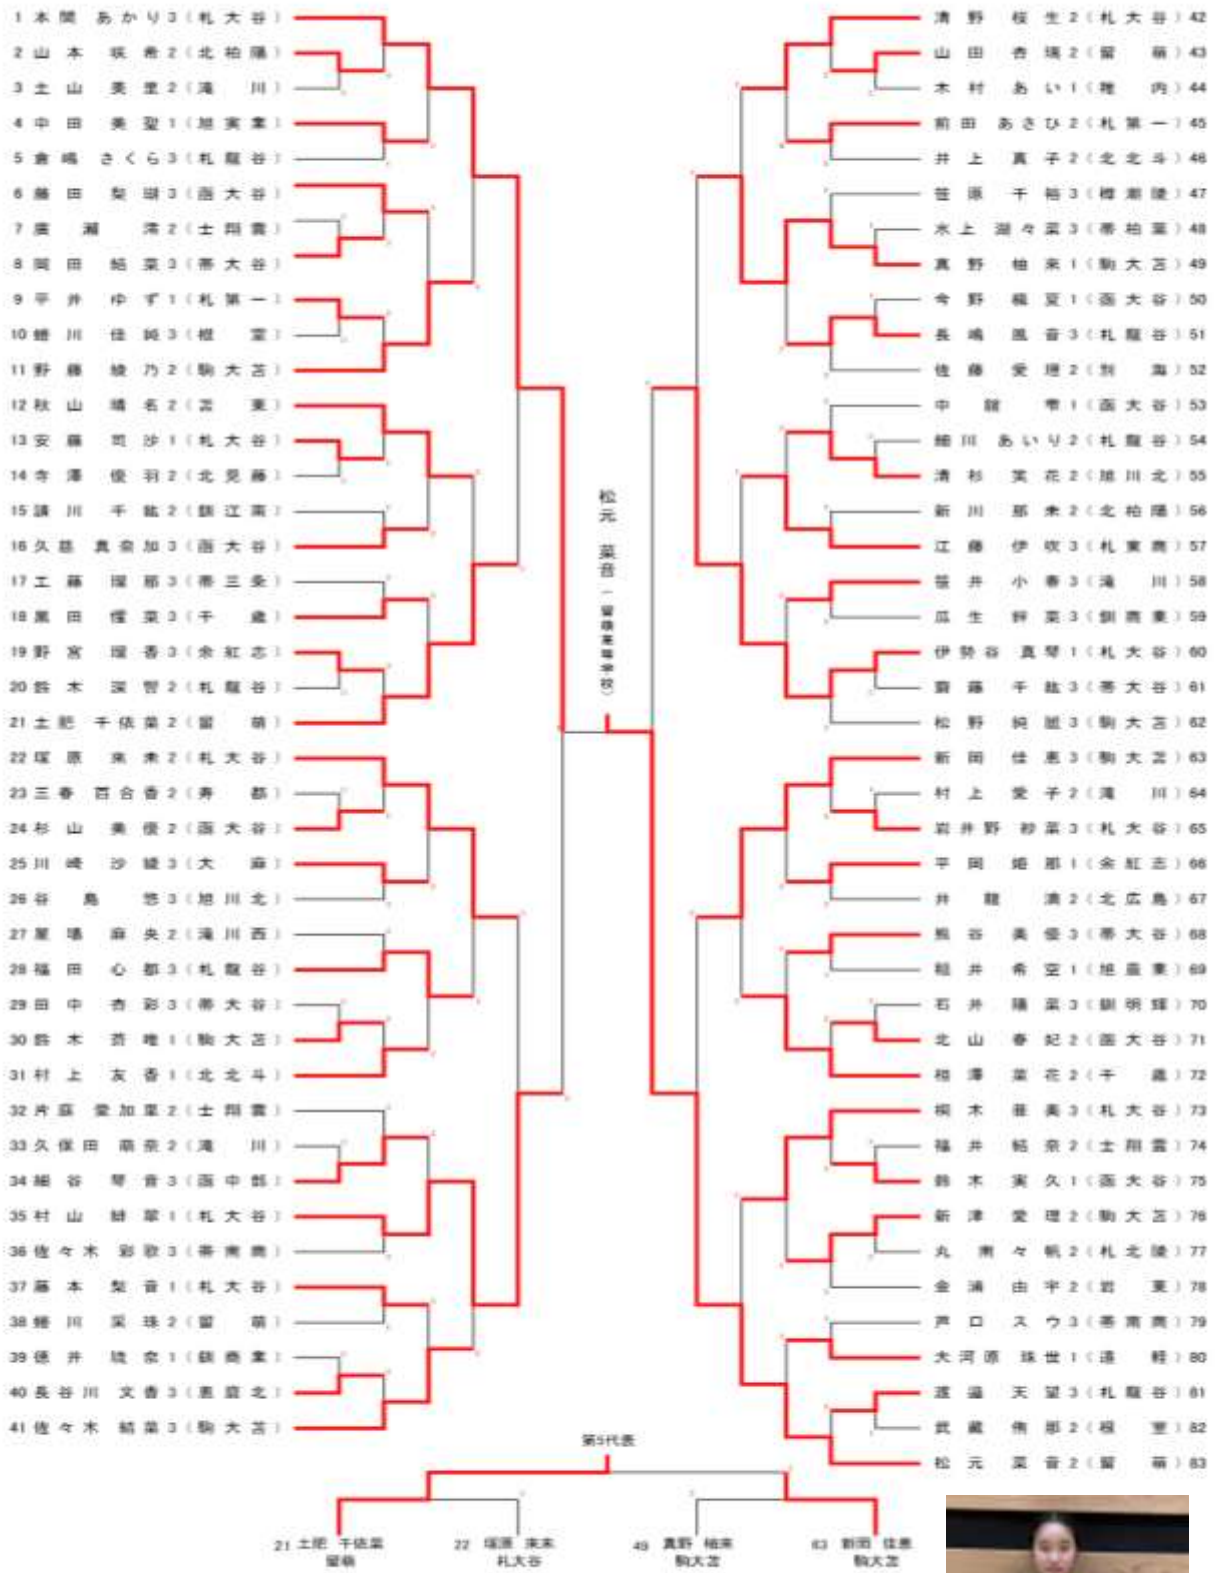 1 本間 あかり 3 (札大谷)
2 山本 咲希 2 (北柏陽)
3 土山 美里 2 (滝川)
4 中田 美聖 1 (旭実業)
5 倉嶋 さくら 3 (札龍谷)
6 藤田 梨瑚 3 (函大谷)
7 廣瀬 澪 2 (士翔雲)
8 岡田 結菜 3 (帯大谷)
9 平井 ゆず 1 (札第一)
10 蜷川 佳純 3 (根室)
11 野藤 綾乃 2 (駒大苫)
12 秋山 晴名 2 (苫東)
13 安藤 司沙 1 (札大谷)
14 寺澤 優羽 2 (北見藤)
15 千紘 2 (釧江南)
16 久慈 真奈加 3 (函大谷)
17 工藤 瑠那 3 (帯三条)
18 黒田 3 (千歳)
19 野宮 瑠香 3 (余紅志)
20 鈴木 深智 2 (札龍谷)
21 土肥 千依菜 2 (留萌)
22 塚原 来未 2 (札大谷)
23 三春 百合香 2 (寿都)
24 杉山 美優 2 (函大谷)
25 川崎 沙綾 3 (大麻)
26 谷島 悠 3 (旭川北)
27 麻央 2 (滝川西)
28 福田 心都 3 (札龍谷)
29 田中 杏彩 3 (帯大谷)
30 鈴木 1 (駒大苫)
31 村上 友香 1 (北北斗)
32 片庭 愛加里 2 (士翔雲)
33 久保田 萌奈 2 (滝川)
34 細谷 琴音 3 (函中部)
35 村山 1 (札大谷)
36 佐々木 彩歌 3 (帯南商)
37 藤本 梨音 1 (札大谷)
38 蜷川 采珠 2 (留萌)
39 徳井 琉奈 1 (釧商業)
40 長谷川 文香 3 (恵庭北)
41 佐々木 結菜 3 (駒大苫)
清野 桜生 2 (札大谷) 42
山田 杏瑞 2 (留萌) 43
木村 あい 1 (稚内) 44
前田 あさひ 2 (札第一) 45
井上 真子 2 (北北斗) 46
笹原 千裕 3 (樽潮陵) 47
水上 湖々菜 3 (帯柏葉) 48
真野 柚来 1 (駒大苫) 49
今野 1 (函大谷) 50
長嶋 風音 3 (札龍谷) 51
佐藤 愛理 2 (別海) 52
中舘 雫 1 (函大谷) 53
細川 あいり 2 (札龍谷) 54
清杉 笑花 2 (旭川北) 55
新川 那未 2 (北柏陽) 56
江藤 伊吹 3 (札東商) 57
笹井 小春 3 (滝川) 58
瓜生 鈴菜 3 (釧商業) 59
伊勢谷 真琴 1 (札大谷) 60
齋藤 千紘 3 (帯大谷) 61
松野 純 3 (駒大苫) 62
新岡 佳恵 3 (駒大苫) 63
村上 愛子 2 (滝川) 64
岩井野 紗菜 3 (札大谷) 65
平岡 姫那 1 (余紅志) 66
井龍 2 (北広島) 67
熊谷 美優 3 (帯大谷) 68
稲井 希空 1 (旭農業) 69
石井 陽菜 3 (釧明輝) 70
北山 春妃 2 (函大谷) 71
相澤 菜花 2 (千歳) 72
桐木 亜美 3 (札大谷) 73
福井 結奈 2 (士翔雲) 74
鈴木 実久 1 (函大谷) 75
新津 愛理 2 (駒大苫) 76
丸 南々帆 2 (札北陵) 77
金浦 由宇 2 (岩東) 78
芦口 スウ 3 (帯南商) 79
大河原 珠世 1 (遠軽) 80
渡邉 天望 3 (札龍谷) 81
武蔵 侑那 2 (根室) 82
松元 菜音 2 (留萌) 83
松元 菜音 (留萌高等学校)
第5代表
21 土肥 千依菜
留萌
22 塚原 来未
札大谷
49 真野 柚来
駒大苫
63 新岡 佳恵
駒大苫